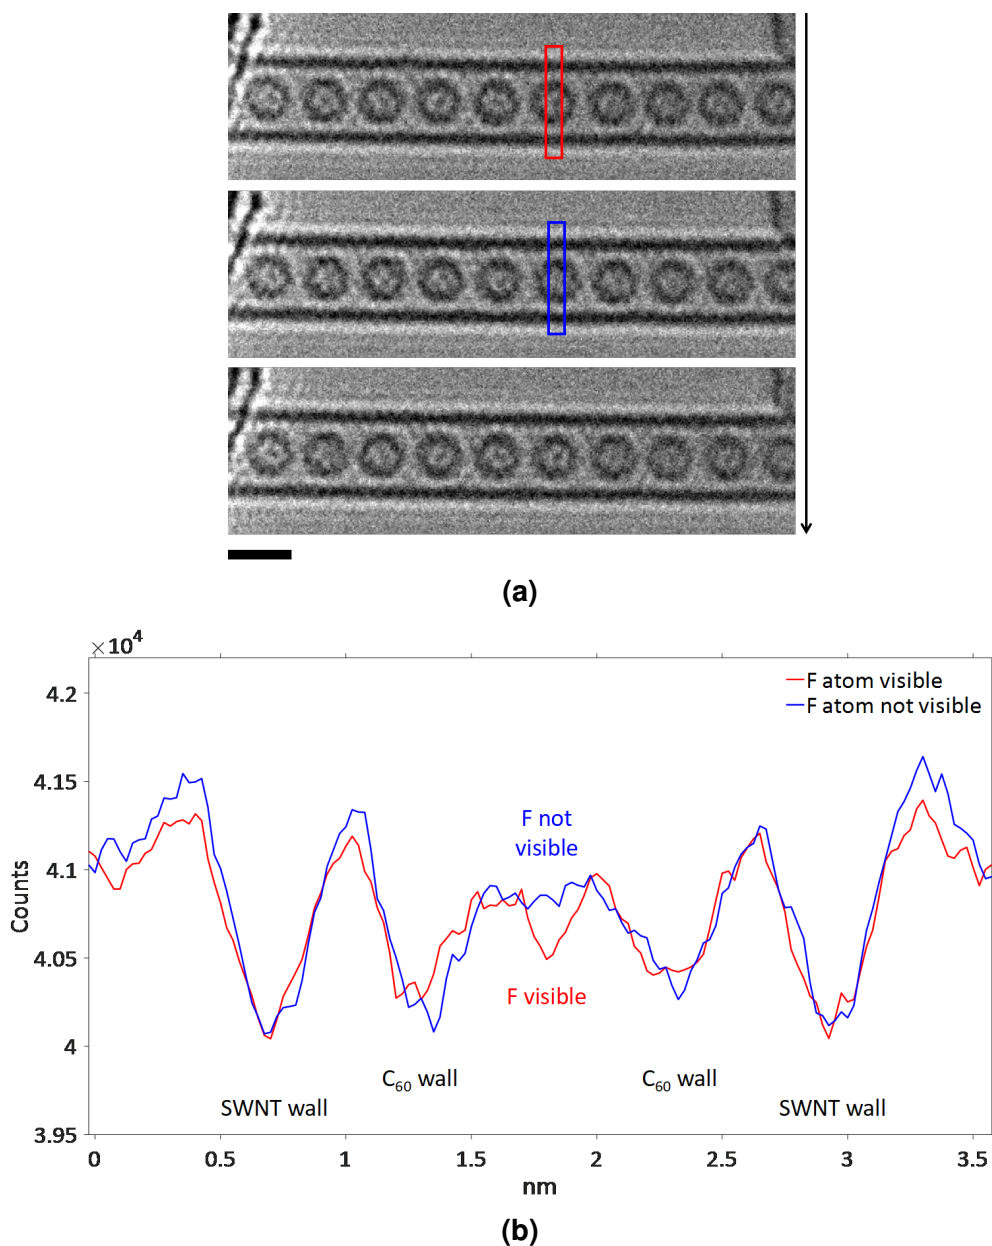 (a)
×10⁴
4.2
4.15
4.1
4.05
4
3.95
Counts
F atom visible
F atom not visible
F not
visible
F visible
C₆₀ wall
C₆₀ wall
SWNT wall
SWNT wall
0
0.5
1
1.5
2
2.5
3
3.5
nm
(b)